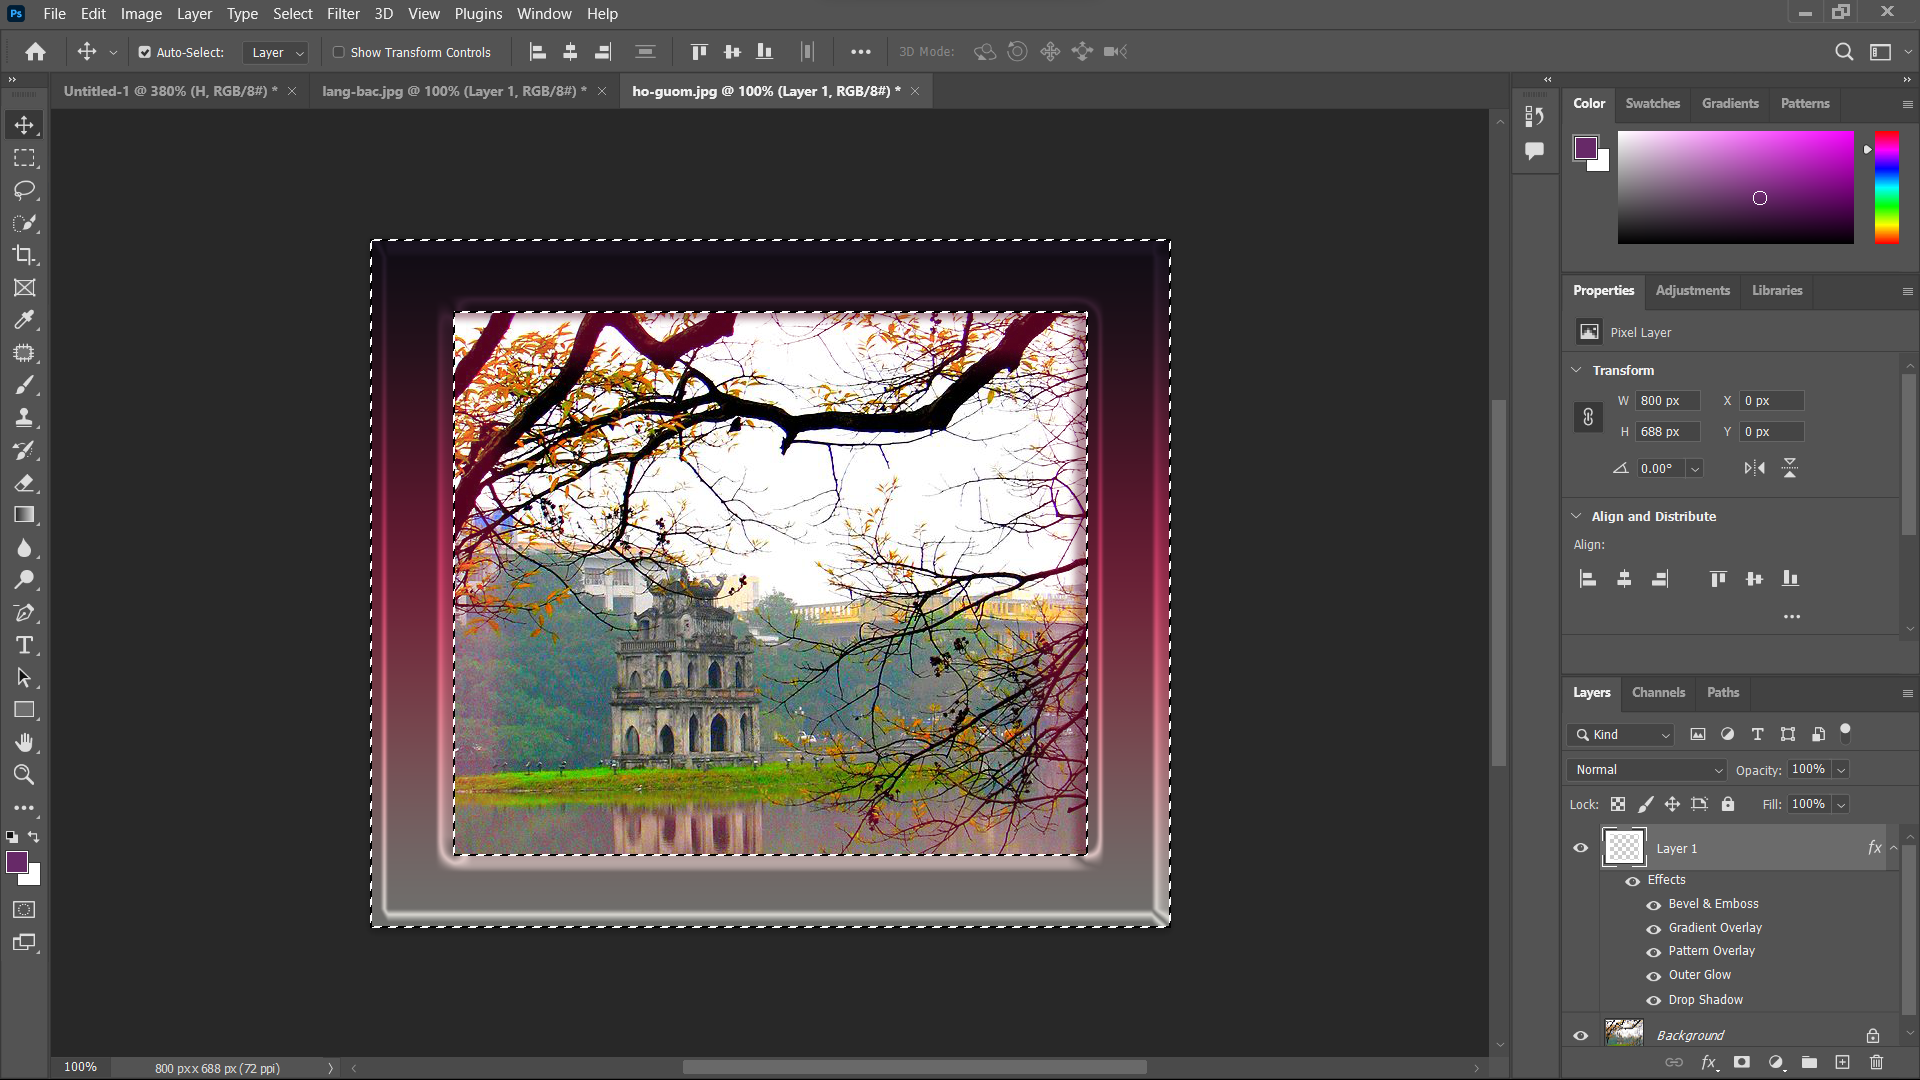 Ps File Edit Image Layer Type Select Filter 3D View Plugins Window Help
Auto-Select: Layer Show Transform Controls 3D Mode:
Untitled-1 @ 380% (H, RGB/8#) * lang-bac.jpg @ 100% (Layer 1, RGB/8#) * ho-guom.jpg @ 100% (Layer 1, RGB/8#) *
Color Swatches Gradients Patterns
Properties Adjustments Libraries
Pixel Layer
Transform
W 800 px X 0 px
H 688 px Y 0 px
0.00°
Align and Distribute
Align:
Layers Channels Paths
Kind
Normal Opacity: 100%
Lock: Fill: 100%
Layer 1 fx
Effects
Bevel & Emboss
Gradient Overlay
Pattern Overlay
Outer Glow
Drop Shadow
Background
fx
100% 800 px x 688 px (72 ppi)